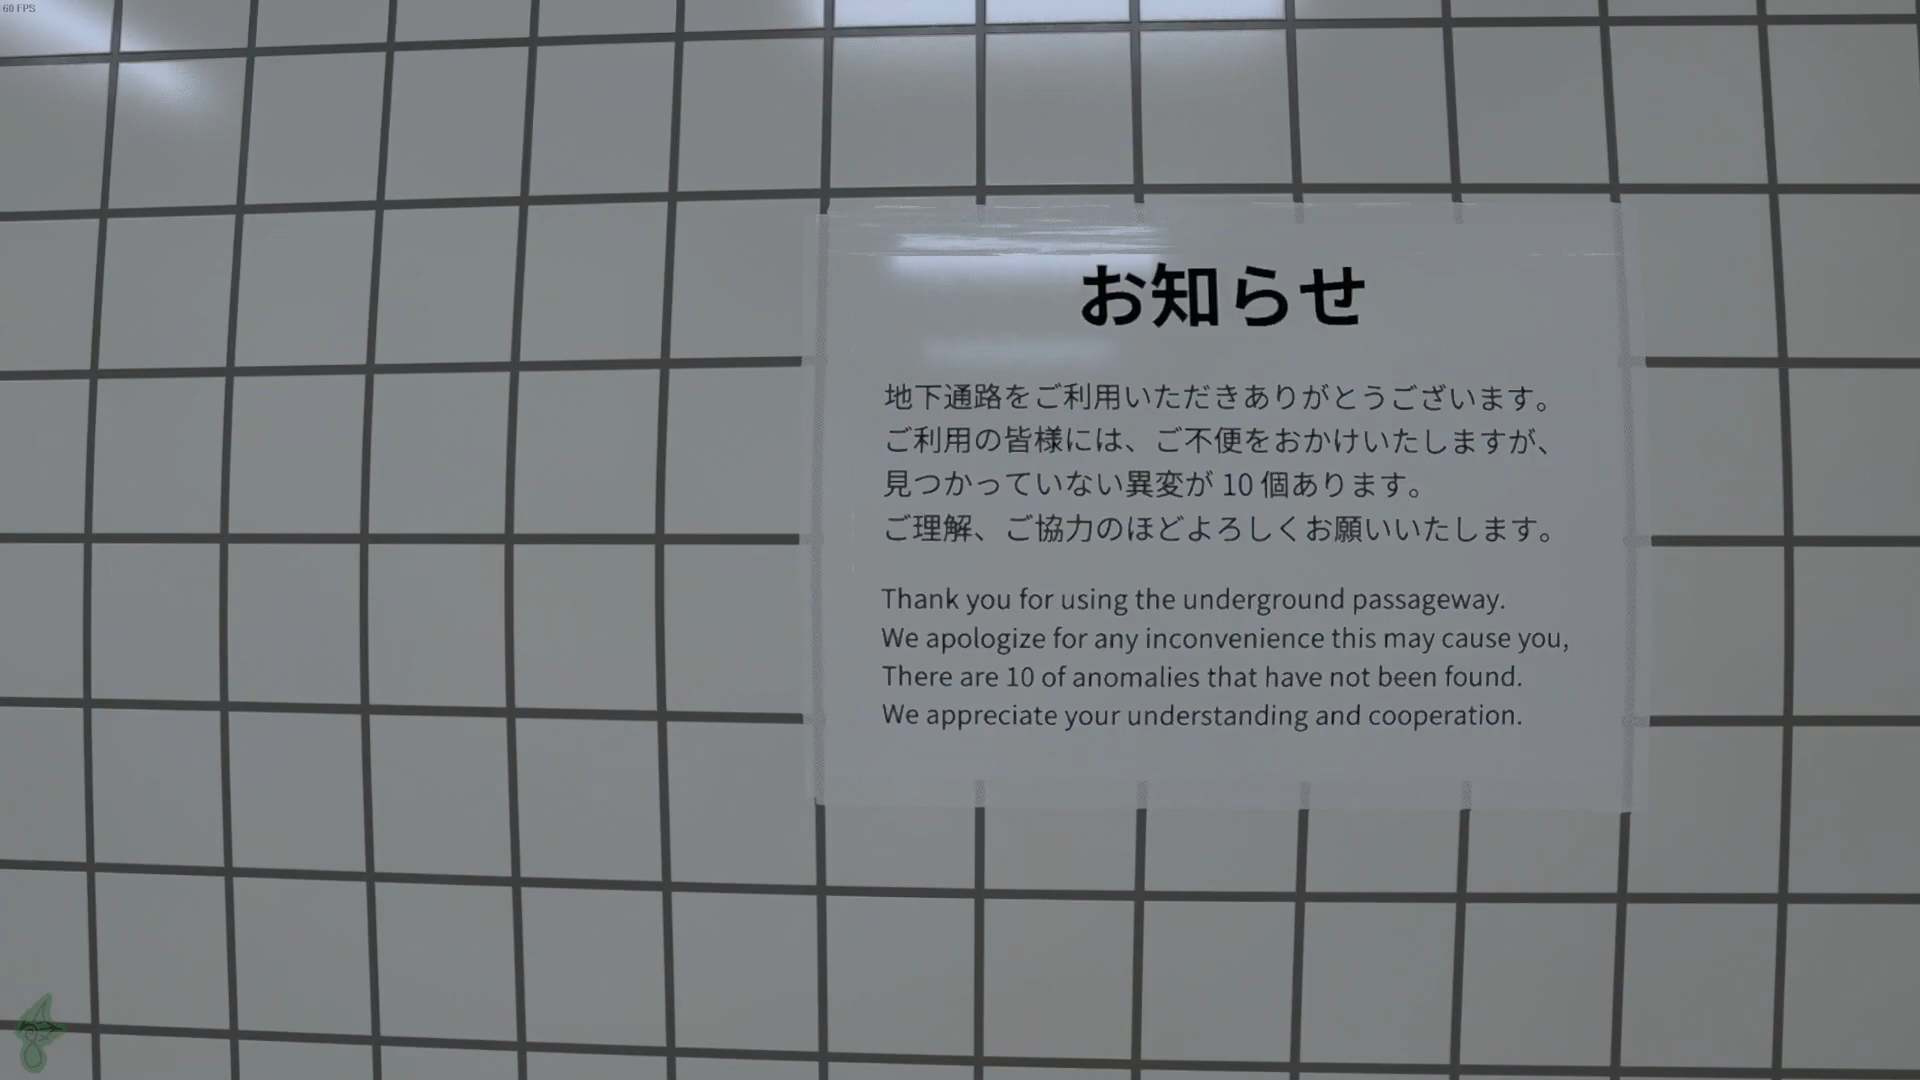 60 FPS
お知らせ
地下通路をご利用いただきありがとうございます。
ご利用の皆様には、ご不便をおかけいたしますが、
見つかっていない異変が 10 個あります。
ご理解、ご協力のほどよろしくお願いいたします。
Thank you for using the underground passageway.
We apologize for any inconvenience this may cause you,
There are 10 of anomalies that have not been found.
We appreciate your understanding and cooperation.